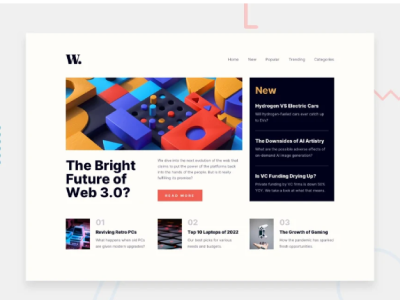 W.
Home New Popular Trending Categories
New
Hydrogen VS Electric Cars
Will hydrogen-fueled cars ever catch up
to EVs?
The Downsides of AI Artistry
What are the possible adverse effects of
on-demand AI image generation?
Is VC Funding Drying Up?
Private funding by VC firms is down 50%
YOY. We take a look at what that means.
The Bright
Future of
Web 3.0?
We dive into the next evolution of the web that
claims to put the power of the platforms back
into the hands of the people. But is it really
fulfilling its promise?
READ MORE
01
Reviving Retro PCs
What happens when old PCs
are given modern upgrades?
02
Top 10 Laptops of 2022
Our best picks for various
needs and budgets.
03
The Growth of Gaming
How the pandemic has sparked
fresh opportunities.